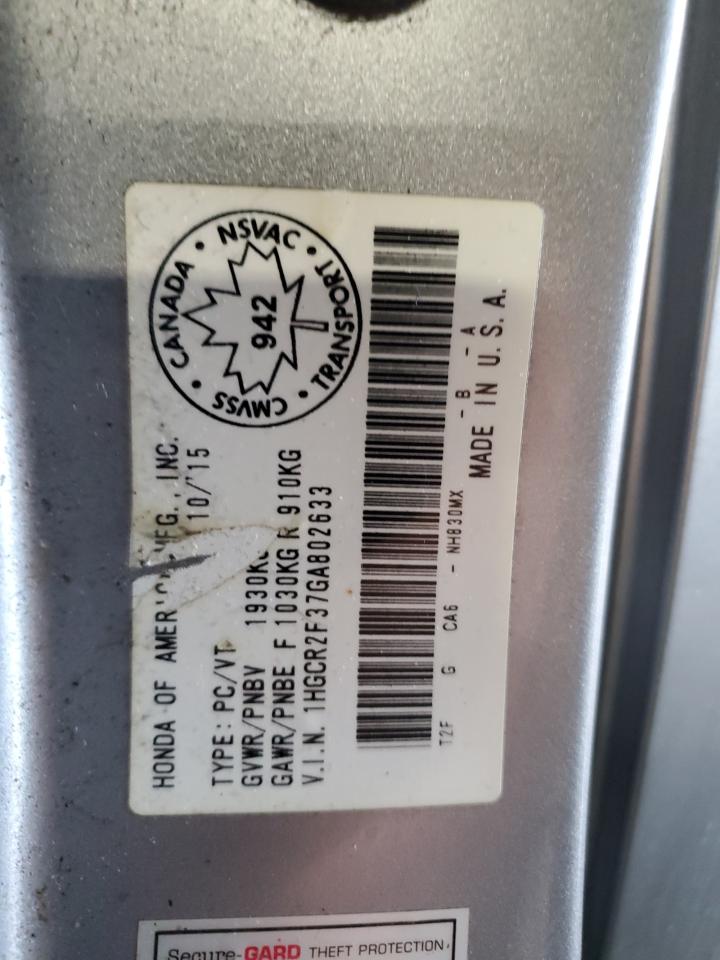 HONDA OF AMERICA MFG., INC.
10/'15
TYPE: PC/VT
GVWR/PNBV 1930KG
GAWR/PNBE F 1030KG R 910KG
V.I.N. 1HGCR2F37GA802633
CANADA • NSVAC • TRANSPORT • CMVSS •
942
T2F G CA6 - NH830MX - B - A
MADE IN U.S.A.
Secure-GARD THEFT PROTECTION